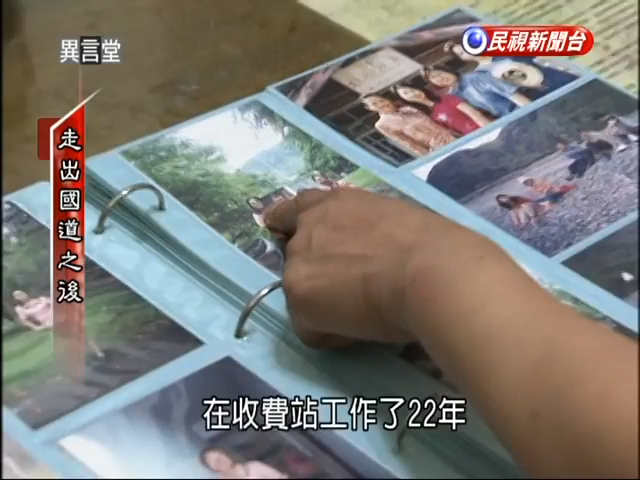 異言堂
民視新聞台
走出國道之後
在收費站工作了22年